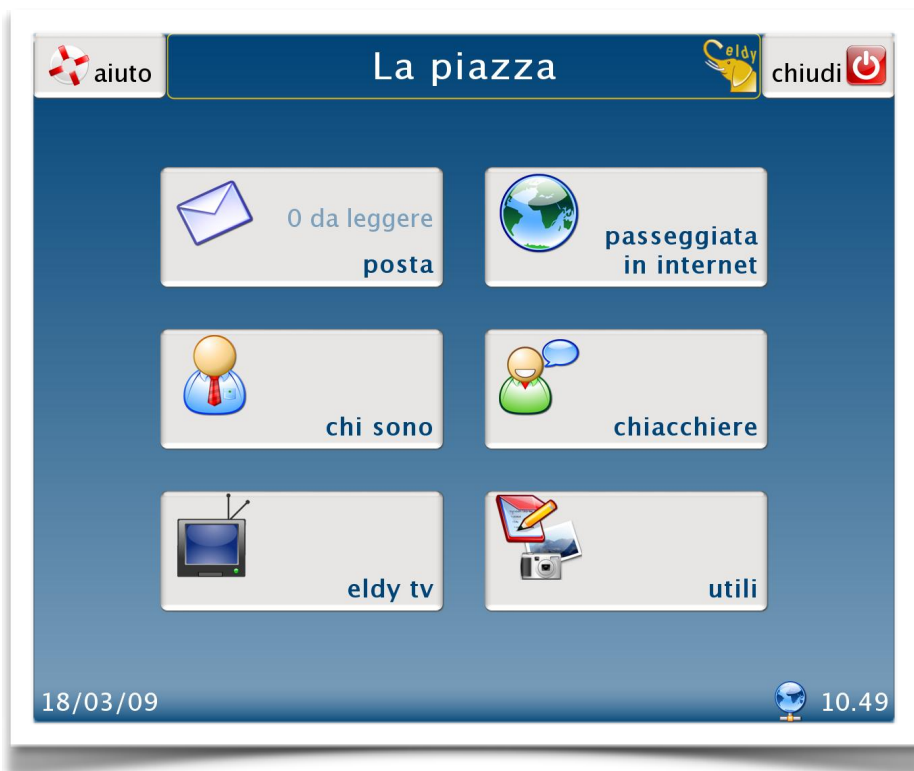 aiuto
La piazza
eldy
chiudi
0 da leggere
posta
passeggiata
in internet
chi sono
chiacchiere
eldy tv
utili
18/03/09
10.49